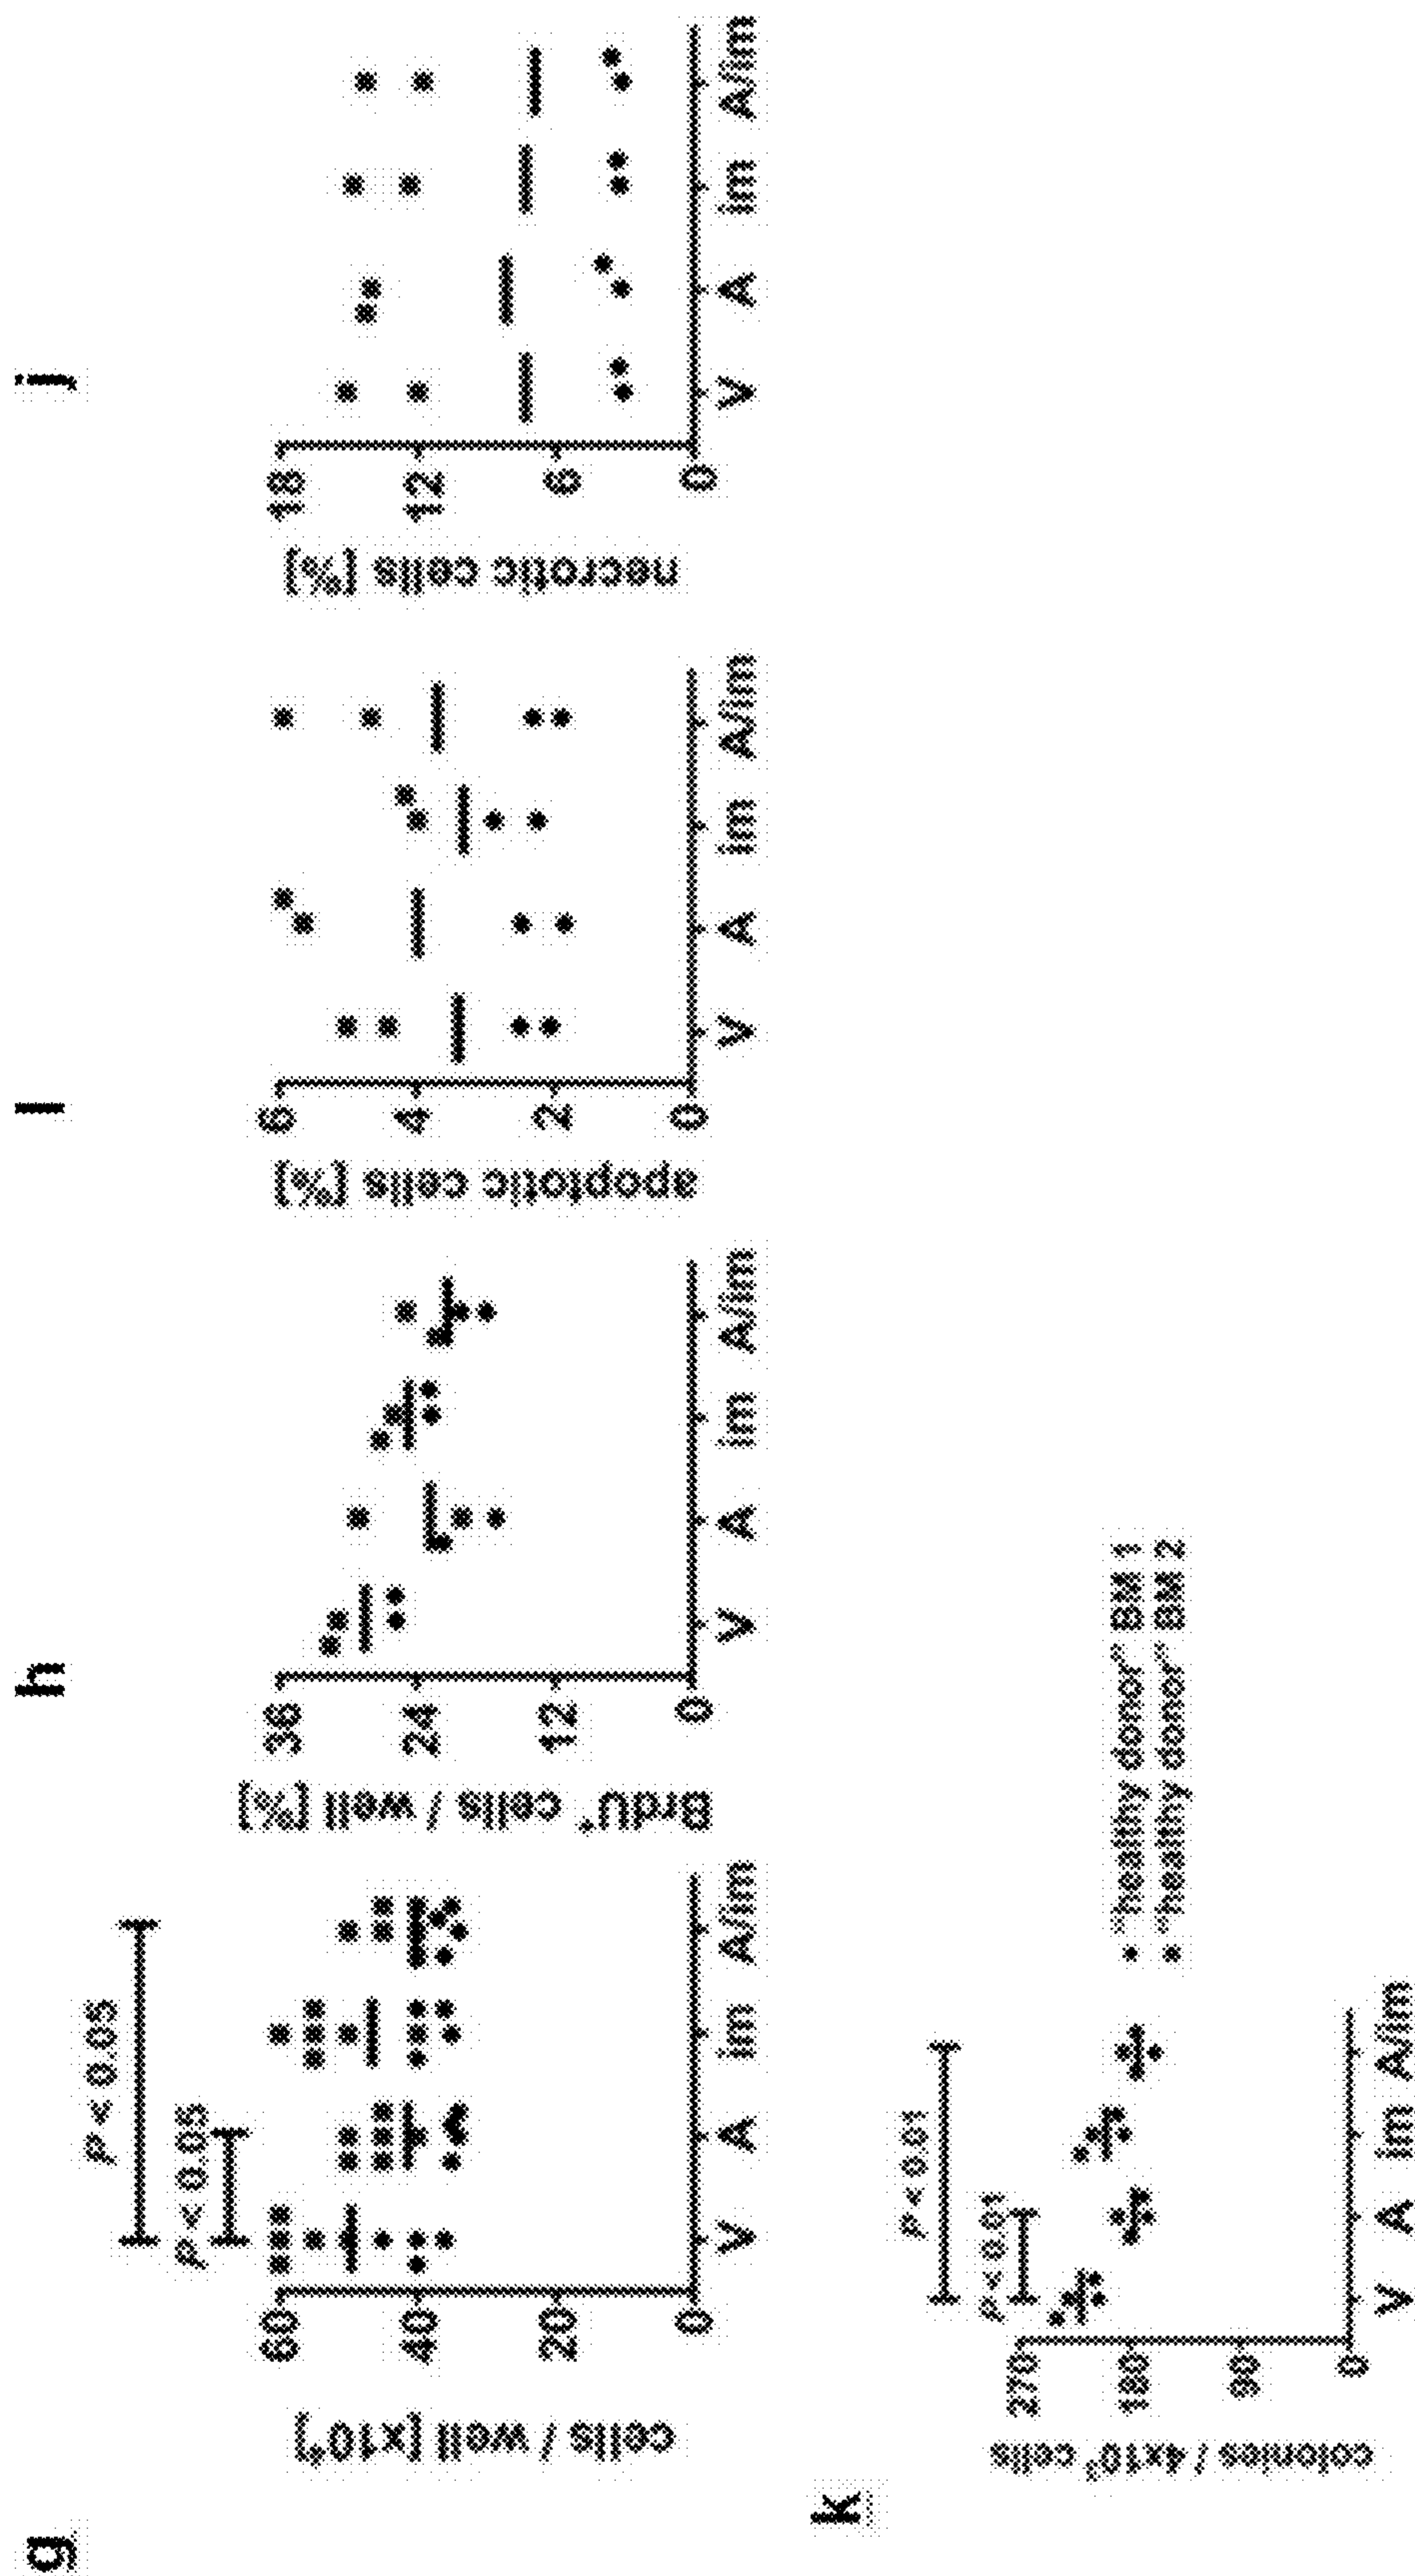 g
cells / well [x10⁴]
60
40
20
0
V
A
im
A/im
p < 0.05
p < 0.05
h
BrdU⁺ cells / well [%]
36
24
12
0
V
A
im
A/im
i
apoptotic cells [%]
6
4
2
0
V
A
im
A/im
j
necrotic cells [%]
18
12
6
0
V
A
im
A/im
k
colonies / 4x10³ cells
270
180
90
0
V
A
im
A/im
p < 0.01
p < 0.01
"healthy donor" BM 1
"healthy donor" BM 2